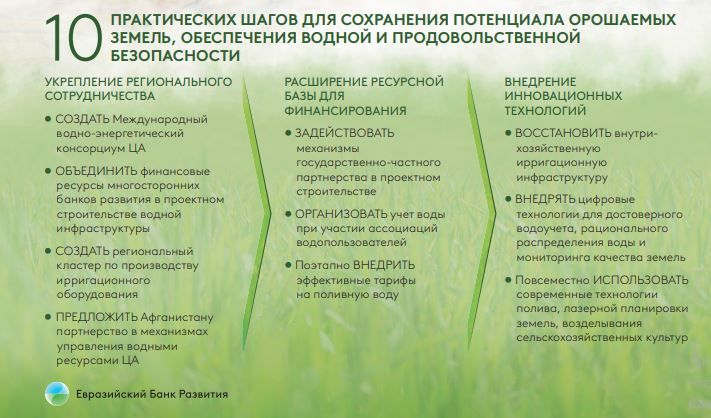 10
ПРАКТИЧЕСКИХ ШАГОВ ДЛЯ СОХРАНЕНИЯ ПОТЕНЦИАЛА ОРОШАЕМЫХ
ЗЕМЕЛЬ, ОБЕСПЕЧЕНИЯ ВОДНОЙ И ПРОДОВОЛЬСТВЕННОЙ
БЕЗОПАСНОСТИ
УКРЕПЛЕНИЕ РЕГИОНАЛЬНОГО
СОТРУДНИЧЕСТВА
• СОЗДАТЬ Международный
водно-энергетический
консорциум ЦА
• ОБЪЕДИНИТЬ финансовые
ресурсы многосторонних
банков развития в проектном
строительстве водной
инфраструктуры
• СОЗДАТЬ региональный
кластер по производству
ирригационного
оборудования
• ПРЕДЛОЖИТЬ Афганистану
партнерство в механизмах
управления водными
ресурсами ЦА
РАСШИРЕНИЕ РЕСУРСНОЙ
БАЗЫ ДЛЯ
ФИНАНСИРОВАНИЯ
• ЗАДЕЙСТВОВАТЬ
механизмы
государственно-частного
партнерства в проектном
строительстве
• ОРГАНИЗОВАТЬ учет воды
при участии ассоциаций
водопользователей
• Поэтапно ВНЕДРИТЬ
эффективные тарифы
на поливную воду
ВНЕДРЕНИЕ
ИННОВАЦИОННЫХ
ТЕХНОЛОГИЙ
• ВОССТАНОВИТЬ внутри-
хозяйственную
ирригационную
инфраструктуру
• ВНЕДРЯТЬ цифровые
технологии для достоверного
водоучета, рационального
распределения воды и
мониторинга качества земель
• Повсеместно ИСПОЛЬЗОВАТЬ
современные технологии
полива, лазерной планировки
земель, возделывания
сельскохозяйственных культур
Евразийский Банк Развития